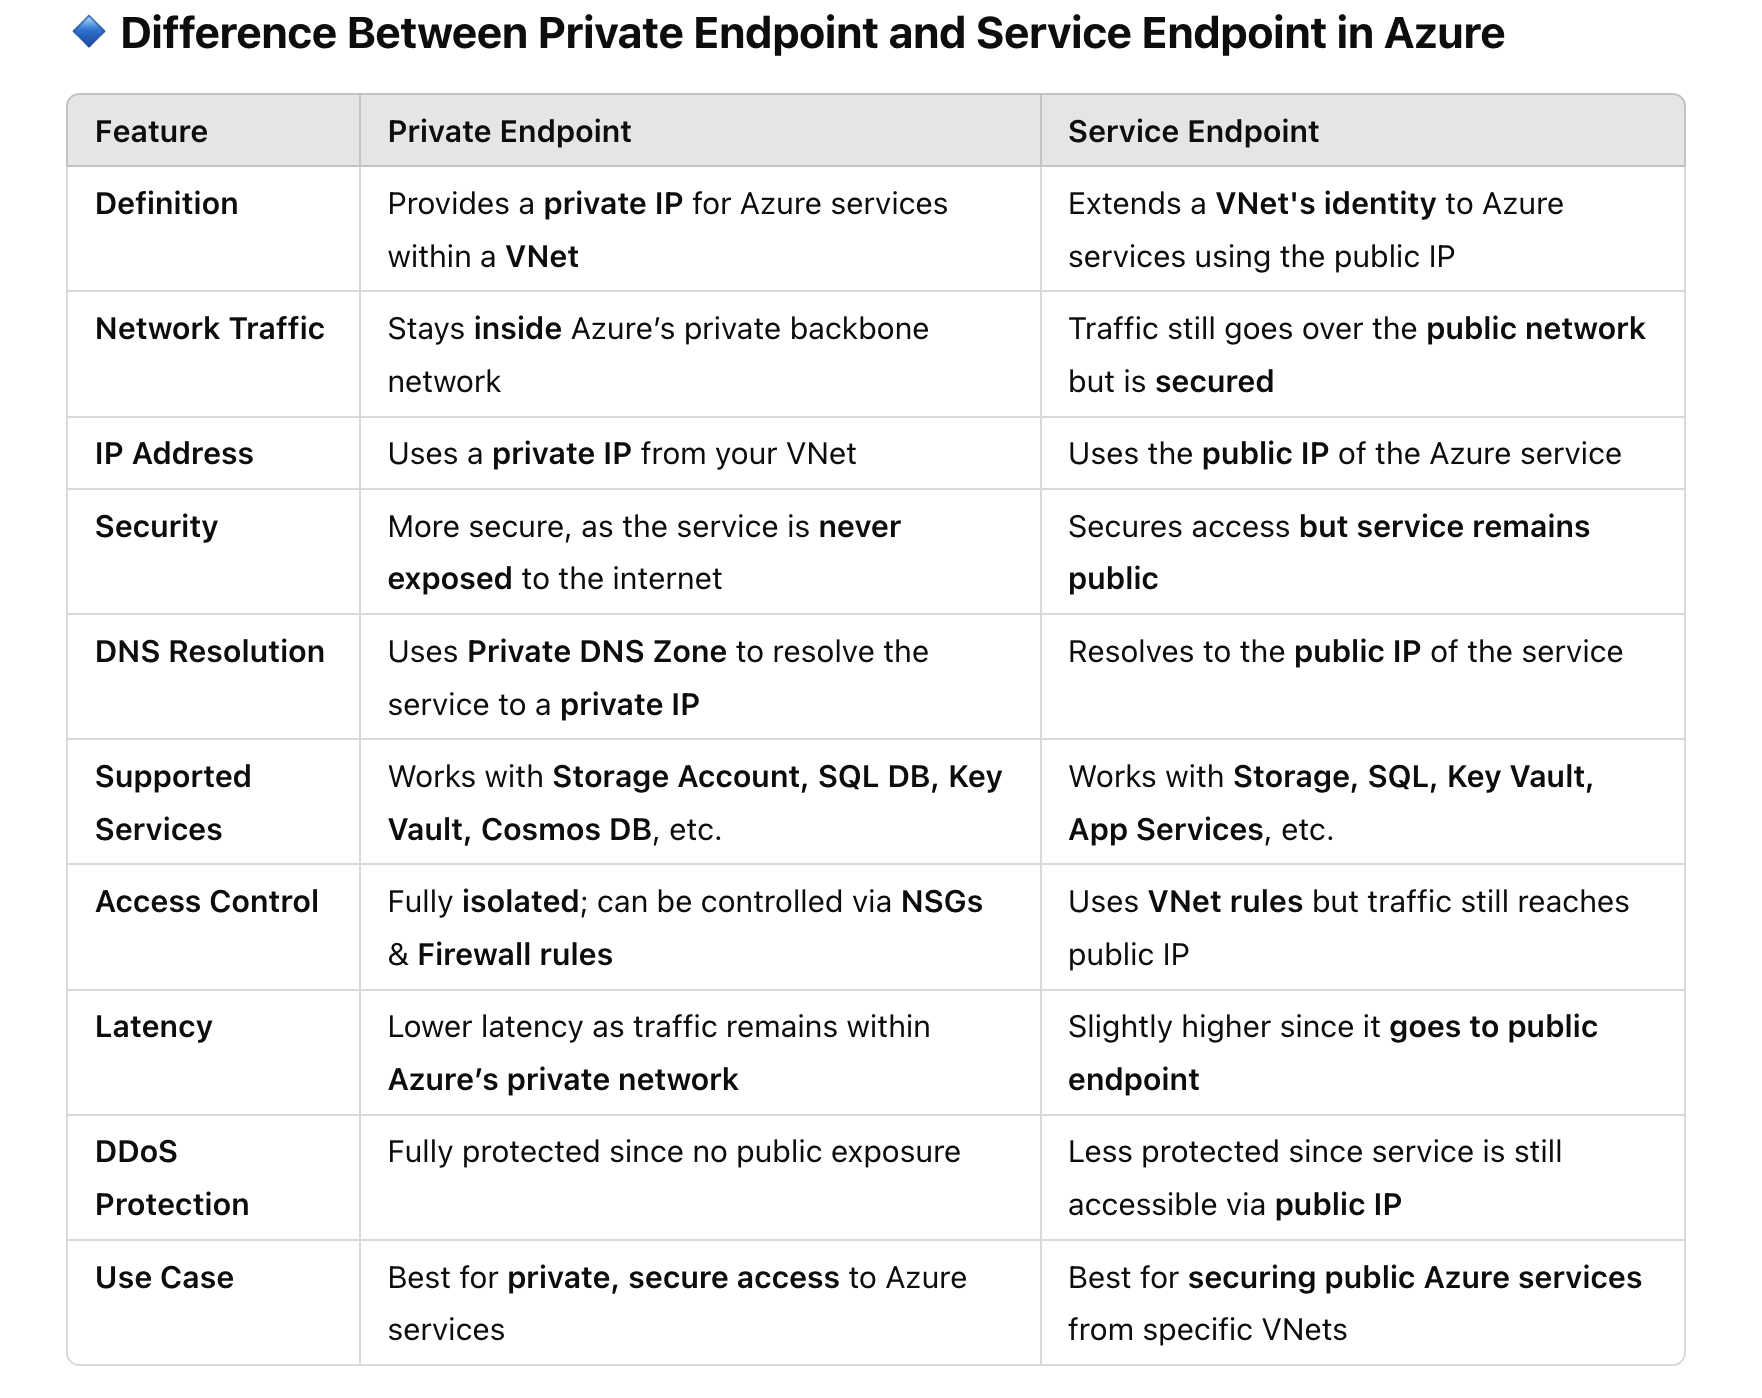 Difference Between Private Endpoint and Service Endpoint in Azure
Feature
Private Endpoint
Service Endpoint
Definition
Provides a private IP for Azure services
within a VNet
Extends a VNet's identity to Azure
services using the public IP
Network Traffic
Stays inside Azure’s private backbone
network
Traffic still goes over the public network
but is secured
IP Address
Uses a private IP from your VNet
Uses the public IP of the Azure service
Security
More secure, as the service is never
exposed to the internet
Secures access but service remains
public
DNS Resolution
Uses Private DNS Zone to resolve the
service to a private IP
Resolves to the public IP of the service
Supported
Services
Works with Storage Account, SQL DB, Key
Vault, Cosmos DB, etc.
Works with Storage, SQL, Key Vault,
App Services, etc.
Access Control
Fully isolated; can be controlled via NSGs
& Firewall rules
Uses VNet rules but traffic still reaches
public IP
Latency
Lower latency as traffic remains within
Azure’s private network
Slightly higher since it goes to public
endpoint
DDoS
Protection
Fully protected since no public exposure
Less protected since service is still
accessible via public IP
Use Case
Best for private, secure access to Azure
services
Best for securing public Azure services
from specific VNets